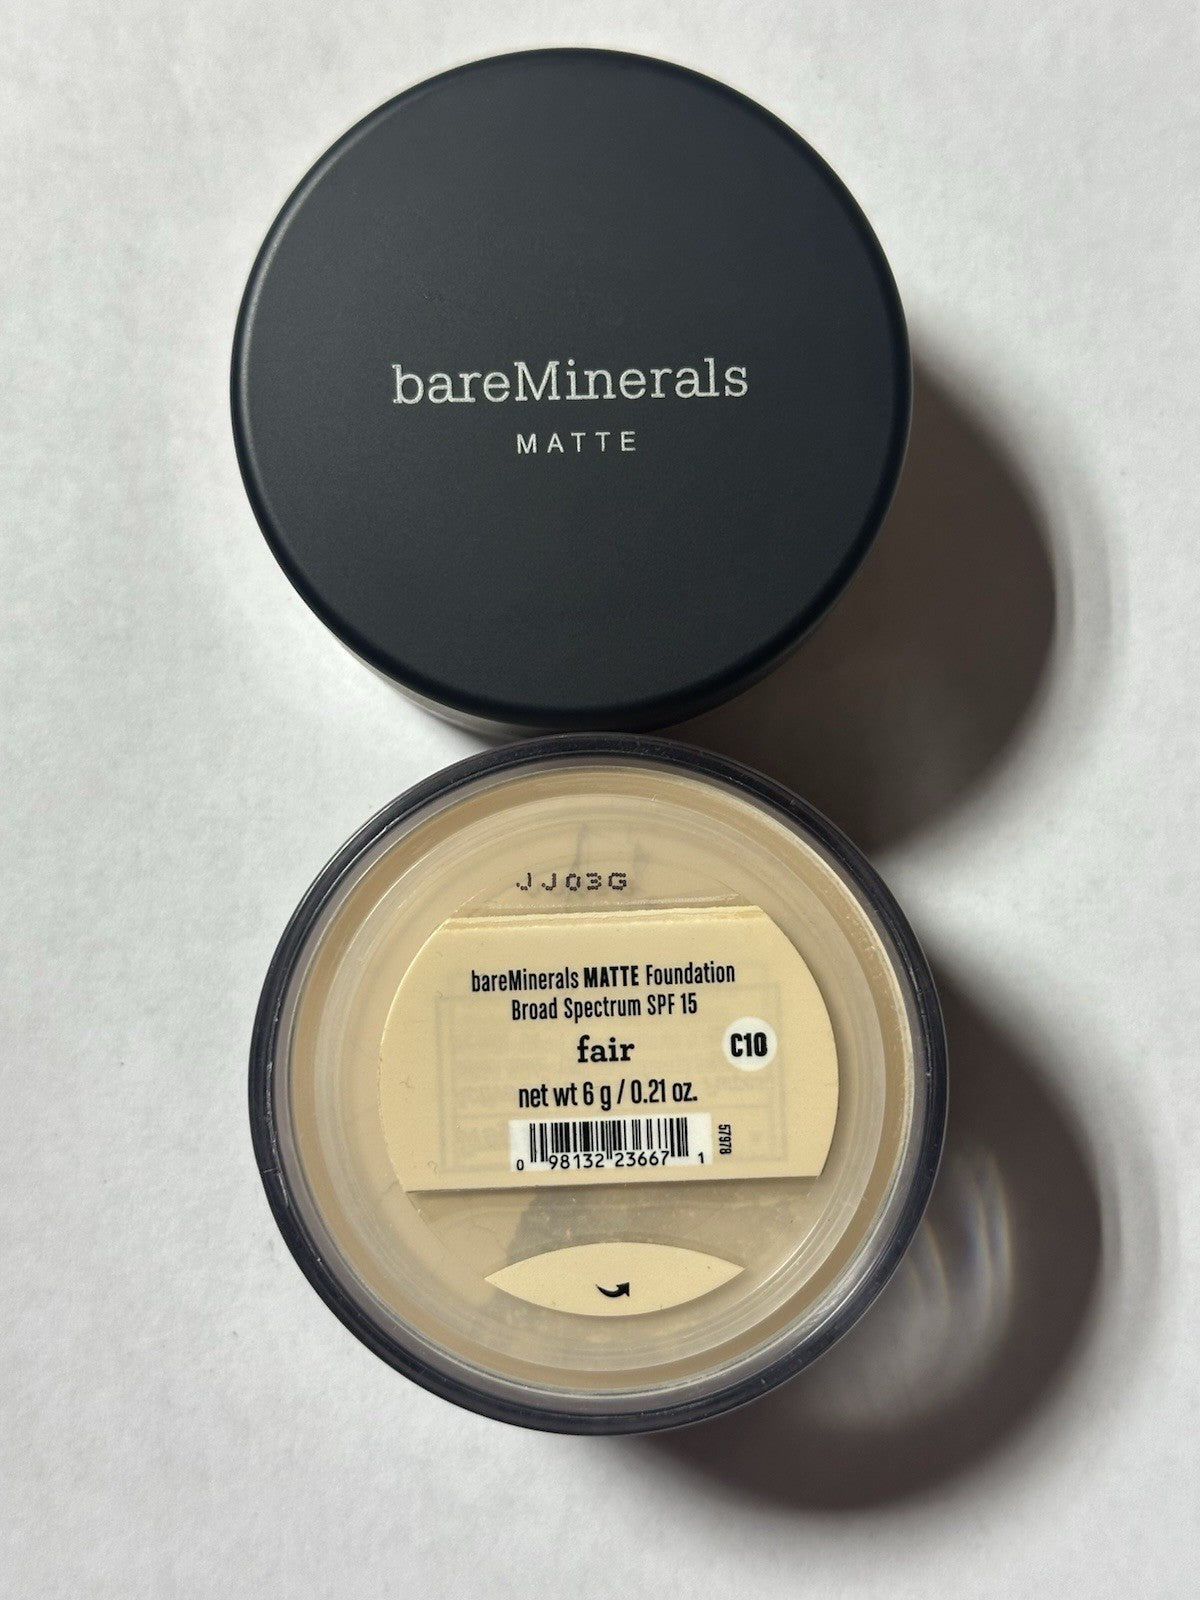 bareMinerals
MATTE
JJ03G
bareMinerals MATTE Foundation
Broad Spectrum SPF 15
fair
C10
net wt 6 g / 0.21 oz.
57978
0 98132 23667 1